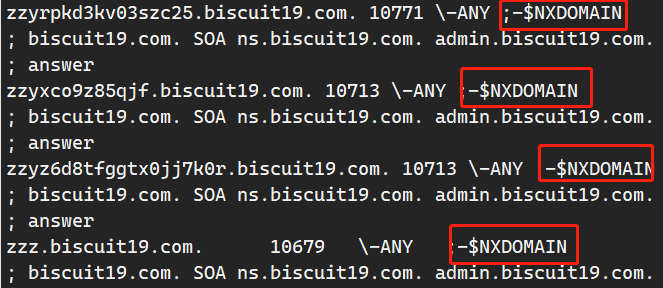 zzyrpkd3kv03szc25.biscuit19.com. 10771 \-ANY ;-$NXDOMAIN
; biscuit19.com. SOA ns.biscuit19.com. admin.biscuit19.com.
; answer
zzyxco9z85qjf.biscuit19.com. 10713 \-ANY ;-$NXDOMAIN
; biscuit19.com. SOA ns.biscuit19.com. admin.biscuit19.com.
; answer
zzyz6d8tfggtx0jj7k0r.biscuit19.com. 10713 \-ANY -$NXDOMAIN
; biscuit19.com. SOA ns.biscuit19.com. admin.biscuit19.com.
; answer
zzz.biscuit19.com. 10679 \-ANY ;-$NXDOMAIN
; biscuit19.com. SOA ns.biscuit19.com. admin.biscuit19.com.